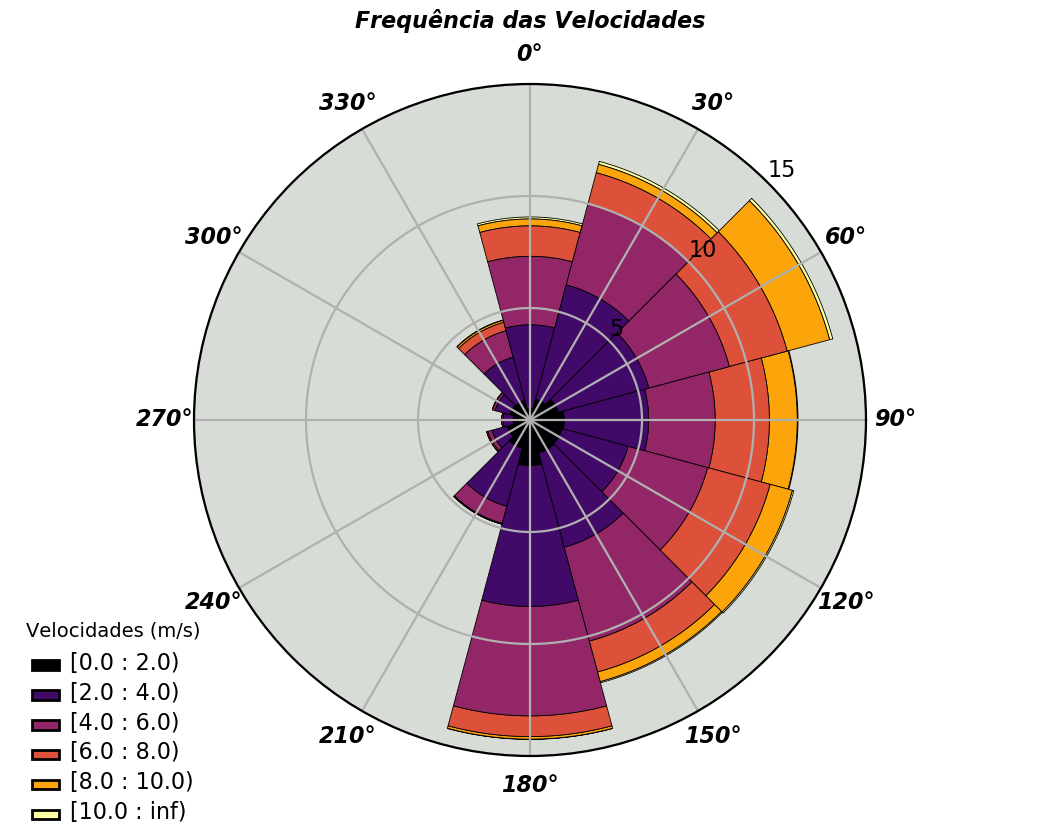 Frequência das Velocidades
0°
330°
30°
15
300°
60°
10
5
270°
90°
240°
120°
210°
150°
180°
Velocidades (m/s)
[0.0 : 2.0)
[2.0 : 4.0)
[4.0 : 6.0)
[6.0 : 8.0)
[8.0 : 10.0)
[10.0 : inf)